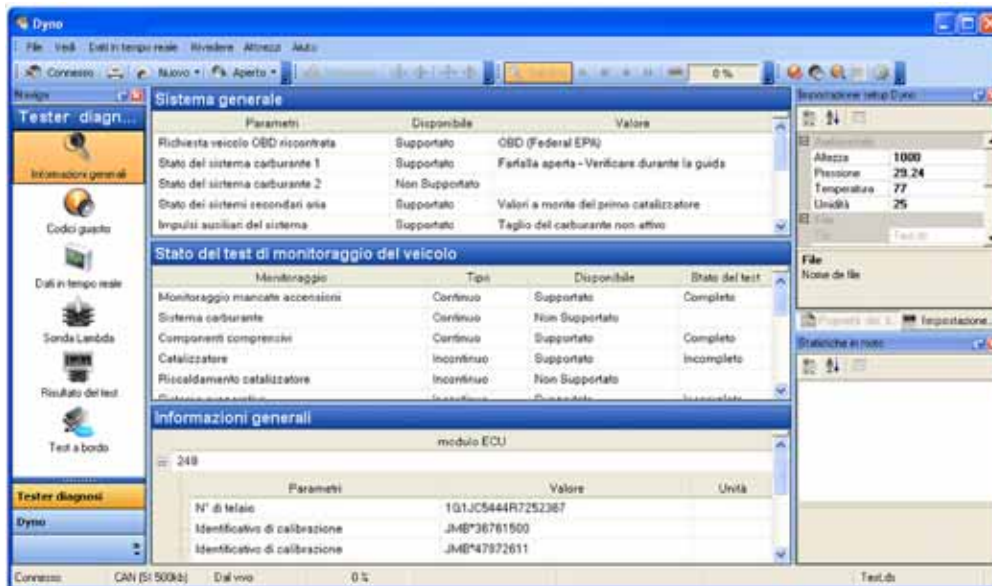 Dyno
File Vedi Dati in tempo reale Rivedere Attrezzi Aiuto
Connesso Nuovo Aperto 0 %
Naviga
Tester diagn...
Informazioni generali
Codici guasto
Dati in tempo reale
Sonda Lambda
Risultato del test
Test a bordo
Tester diagnosi
Dyno
Sistema generale
Parametri Disponibile Valore
Richiesta veicolo OBD riscontrata Supportato OBD (Federal EPA)
Stato del sistema carburante 1 Supportato Farfalla aperta - Verificare durante la guida
Stato del sistema carburante 2 Non Supportato
Stato dei sistemi secondari aria Supportato Valori a monte del primo catalizzatore
Impulsi ausiliari del sistema Supportato Taglio del carburante non attivo
Stato del test di monitoraggio del veicolo
Monitoraggio Tipo Disponibile Stato del test
Monitoraggio mancate accensioni Continuo Supportato Completo
Sistema carburante Continuo Non Supportato
Componenti comprensivi Continuo Supportato Completo
Catalizzatore Incontinuo Supportato Incompleto
Riscaldamento catalizzatore Incontinuo Non Supportato
Informazioni generali
modulo ECU
248
Parametri Valore Unità
N° di telaio 1G1JC5444R7252367
Identificativo di calibrazione JMB*36761500
Identificativo di calibrazione JMB*47872611
Importazione setup Dyno
Altezza 1000
Pressione 29.24
Temperatura 77
Umidità 25
File
Test.ds
File
Nome de file
Impostazione...
Statistiche in moto
Connesso CAN (SI 500kb) Dal vivo 0 % Test.ds